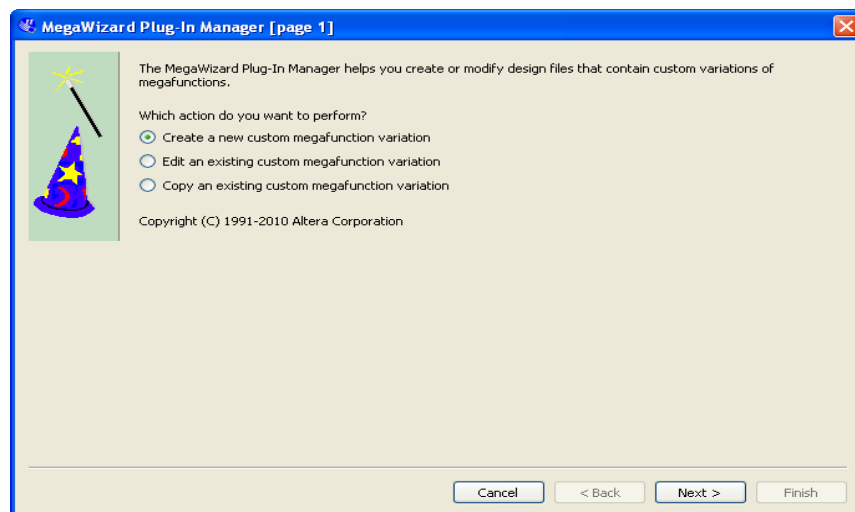 MegaWizard Plug-In Manager [page 1]
The MegaWizard Plug-In Manager helps you create or modify design files that contain custom variations of
megafunctions.
Which action do you want to perform?
Create a new custom megafunction variation
Edit an existing custom megafunction variation
Copy an existing custom megafunction variation
Copyright (C) 1991-2010 Altera Corporation
Cancel < Back Next > Finish